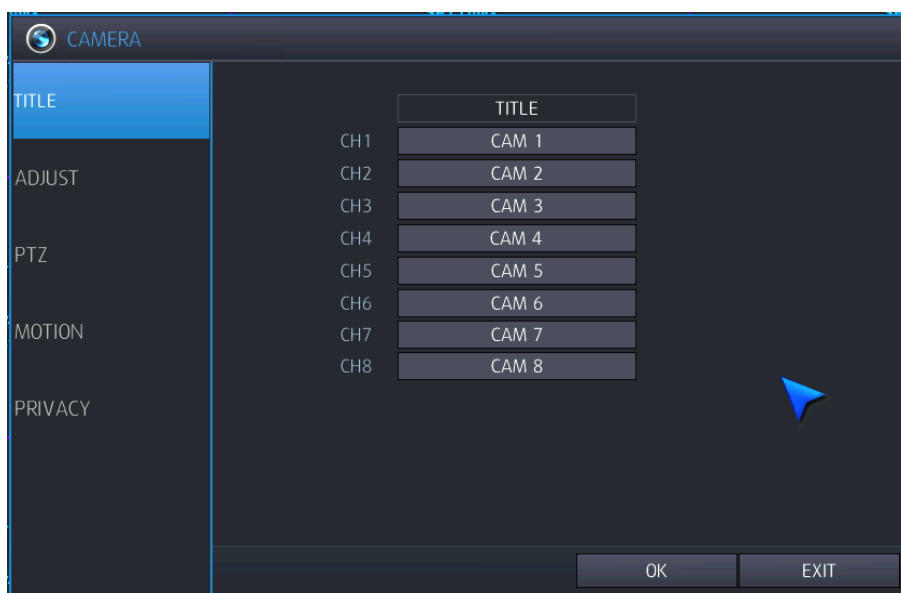 CAMERA
TITLE
ADJUST
PTZ
MOTION
PRIVACY
TITLE
CH1 CAM 1
CH2 CAM 2
CH3 CAM 3
CH4 CAM 4
CH5 CAM 5
CH6 CAM 6
CH7 CAM 7
CH8 CAM 8
OK EXIT